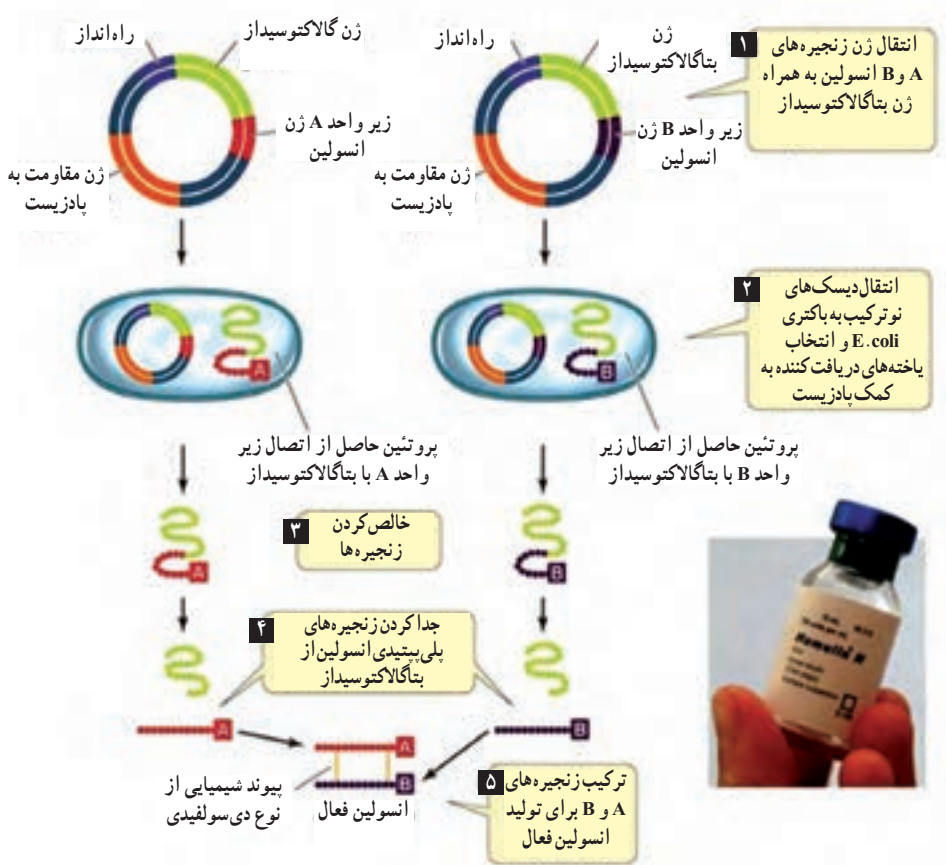 ۱
انتقال ژن زنجیره‌های
A و B انسولین به همراه
ژن بتاگالاکتوسیداز
ژن
بتاگالاکتوسیداز
راه‌انداز
زیر واحد B ژن
انسولین
ژن مقاومت به
پادزیست
ژن گالاکتوسیداز
راه‌انداز
زیر واحد A ژن
انسولین
ژن مقاومت به
پادزیست
۲
انتقال دیسک‌های
نوترکیب به باکتری
E.coli و انتخاب
یاخته‌های دریافت‌کننده به
کمک پادزیست
B
A
پروتئین حاصل از اتصال زیر
واحد B با بتاگالاکتوسیداز
پروتئین حاصل از اتصال زیر
واحد A با بتاگالاکتوسیداز
۳
خالص‌کردن
زنجیره‌ها
B
A
۴
جداکردن زنجیره‌های
پلی‌پپتیدی انسولین از
بتاگالاکتوسیداز
B
A
A
B
۵
ترکیب زنجیره‌های
A و B برای تولید
انسولین فعال
انسولین فعال
پیوند شیمیایی از
نوع دی‌سولفیدی